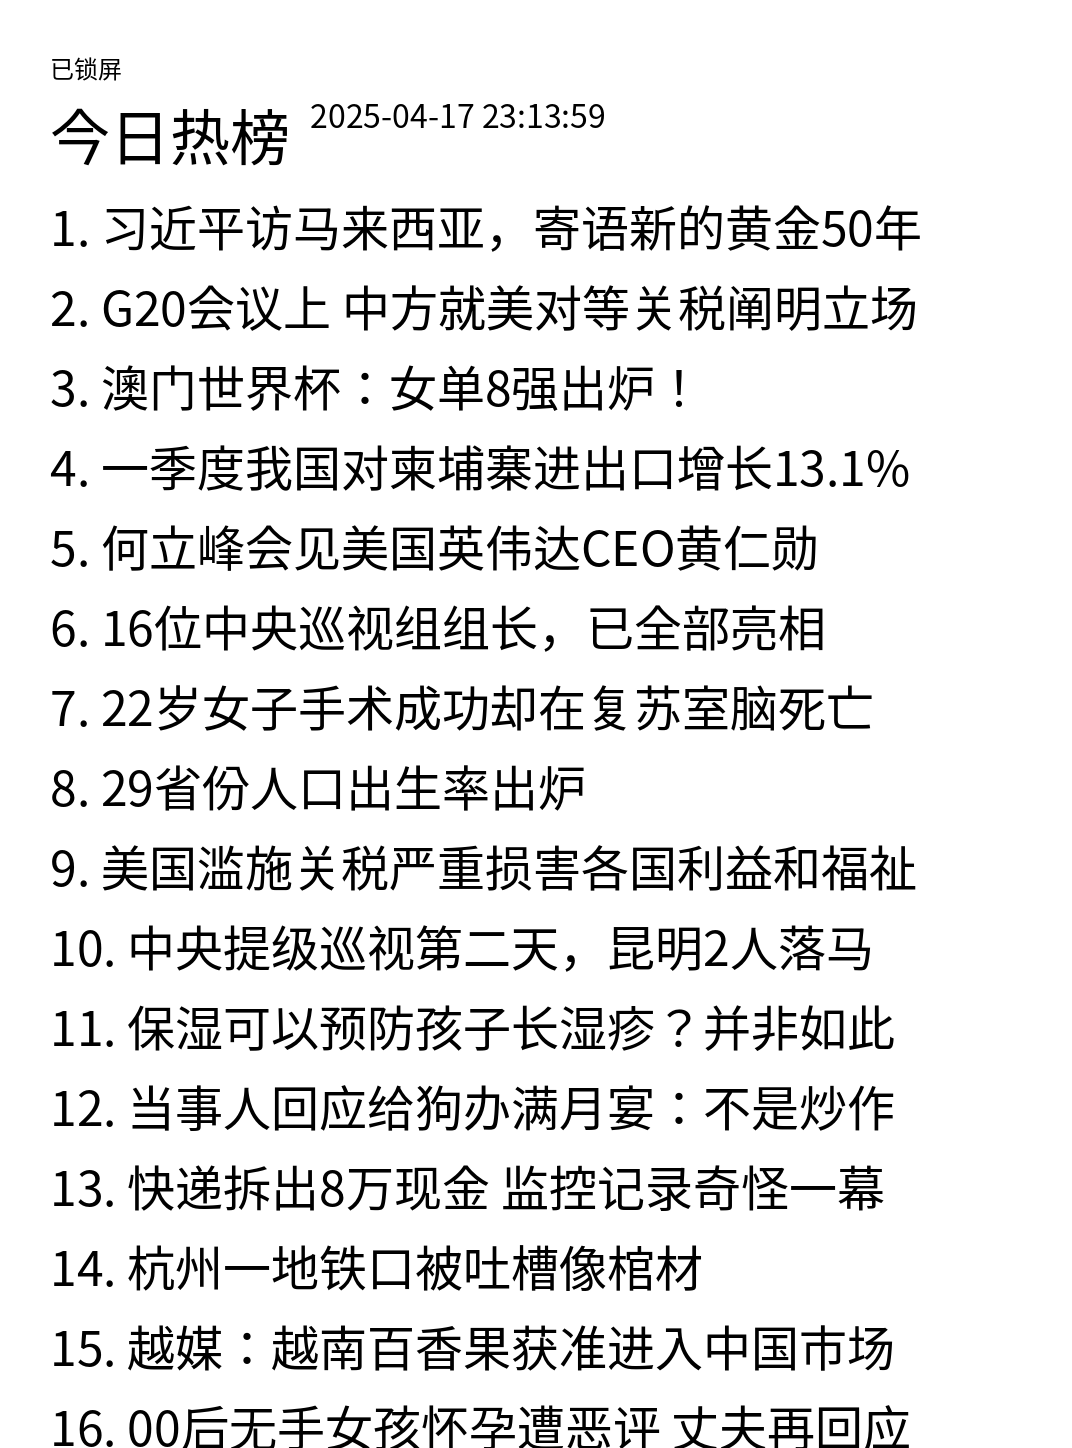 已锁屏
今日热榜 2025-04-17 23:13:59
1. 习近平访马来西亚，寄语新的黄金50年
2. G20会议上 中方就美对等关税阐明立场
3. 澳门世界杯：女单8强出炉！
4. 一季度我国对柬埔寨进出口增长13.1%
5. 何立峰会见美国英伟达CEO黄仁勋
6. 16位中央巡视组组长，已全部亮相
7. 22岁女子手术成功却在复苏室脑死亡
8. 29省份人口出生率出炉
9. 美国滥施关税严重损害各国利益和福祉
10. 中央提级巡视第二天，昆明2人落马
11. 保湿可以预防孩子长湿疹？并非如此
12. 当事人回应给狗办满月宴：不是炒作
13. 快递拆出8万现金 监控记录奇怪一幕
14. 杭州一地铁口被吐槽像棺材
15. 越媒：越南百香果获准进入中国市场
16. 00后无手女孩怀孕遭恶评 丈夫再回应